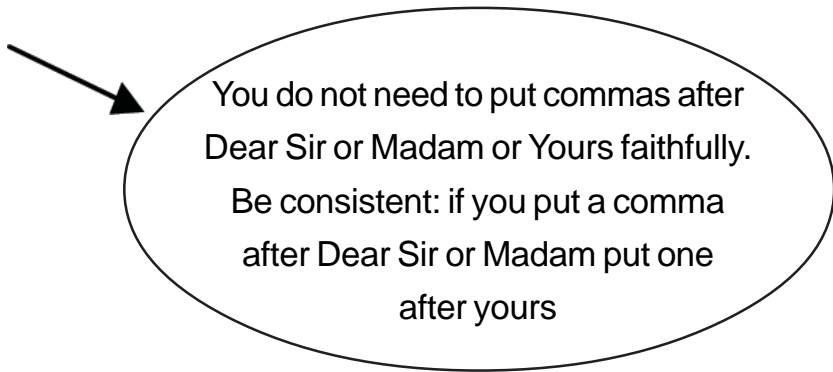 You do not need to put commas after
Dear Sir or Madam or Yours faithfully.
Be consistent: if you put a comma
after Dear Sir or Madam put one
after yours